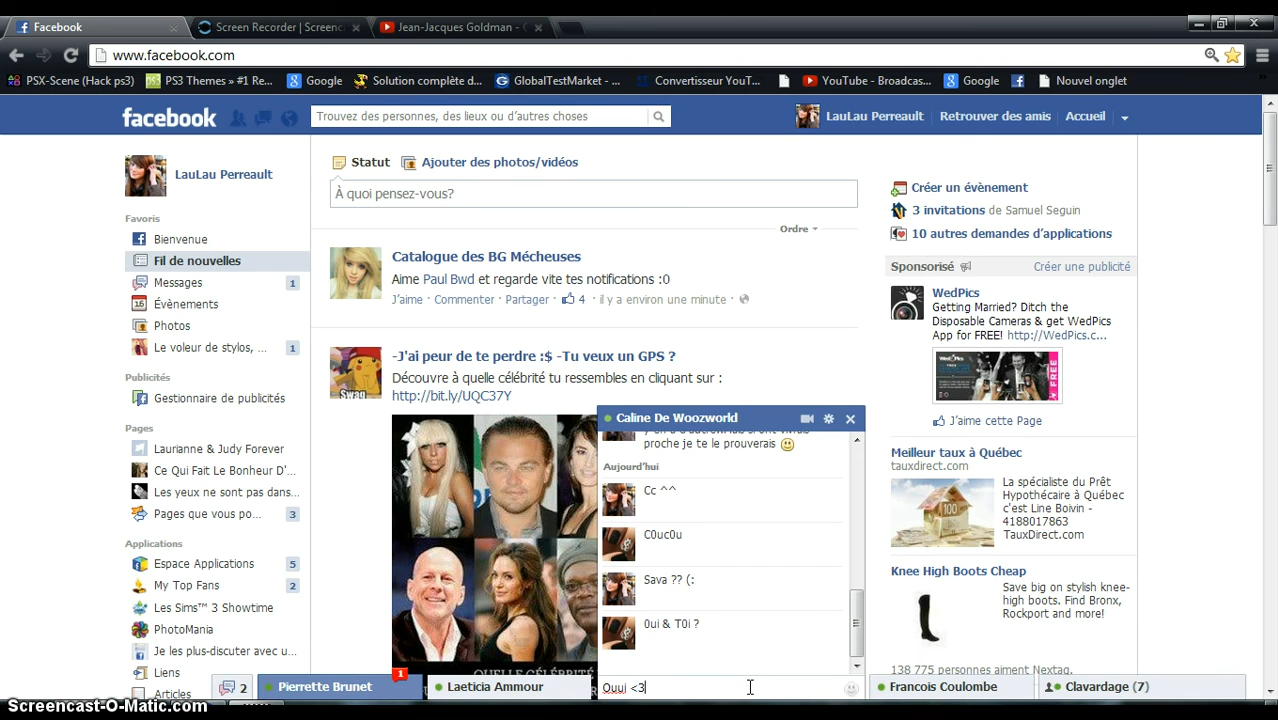 Facebook
Screen Recorder | Screenc
Jean-Jacques Goldman - C
www.facebook.com
PSX-Scene (Hack ps3)
PS3 Themes » #1 Re...
Google
Solution complète d...
GlobalTestMarket - ...
Convertisseur YouT...
YouTube - Broadcas...
Google
Nouvel onglet
facebook
Trouvez des personnes, des lieux ou d'autres choses
LauLau Perreault
Retrouver des amis
Accueil
LauLau Perreault
Favoris
Bienvenue
Fil de nouvelles
Messages 1
16 Évènements
Photos
Le voleur de stylos, ... 1
Publicités
Gestionnaire de publicités
Pages
Laurianne & Judy Forever
Ce Qui Fait Le Bonheur D'...
Les yeux ne sont pas dans...
Pages que vous po... 3
Applications
Espace Applications 5
My Top Fans 2
Les Sims™ 3 Showtime
PhotoMania
Je les plus-discuter avec u...
Liens
Articles
Statut
Ajouter des photos/vidéos
À quoi pensez-vous?
Ordre
Catalogue des BG Mécheuses
Aime Paul Bwd et regarde vite tes notifications :0
J'aime · Commenter · Partager · 4 · il y a environ une minute ·
-J'ai peur de te perdre :$ -Tu veux un GPS ?
Découvre à quelle célébrité tu ressembles en cliquant sur :
http://bit.ly/UQC37Y
Swag
QUELLE CÉLÉBRITÉ
Caline De Woozworld
proche je te le prouverais
Aujourd'hui
Cc ^^
C0uc0u
Sava ?? (:
0ui & T0i ?
Ouui <3
Créer un évènement
3 invitations de Samuel Seguin
10 autres demandes d'applications
Sponsorisé
Créer une publicité
WedPics
Getting Married? Ditch the
Disposable Cameras & get WedPics
App for FREE! http://WedPics.c...
WedPics
FREE
J'aime cette Page
Meilleur taux à Québec
tauxdirect.com
La spécialiste du Prêt
Hypothécaire à Québec
c'est Line Boivin -
4188017863
TauxDirect.com
100
Knee High Boots Cheap
Save big on stylish knee-
high boots. Find Bronx,
Rockport and more!
138 775 personnes aiment Nextag.
2
Pierrette Brunet
1
Laeticia Ammour
Francois Coulombe
Clavardage (7)
Screencast-O-Matic.com